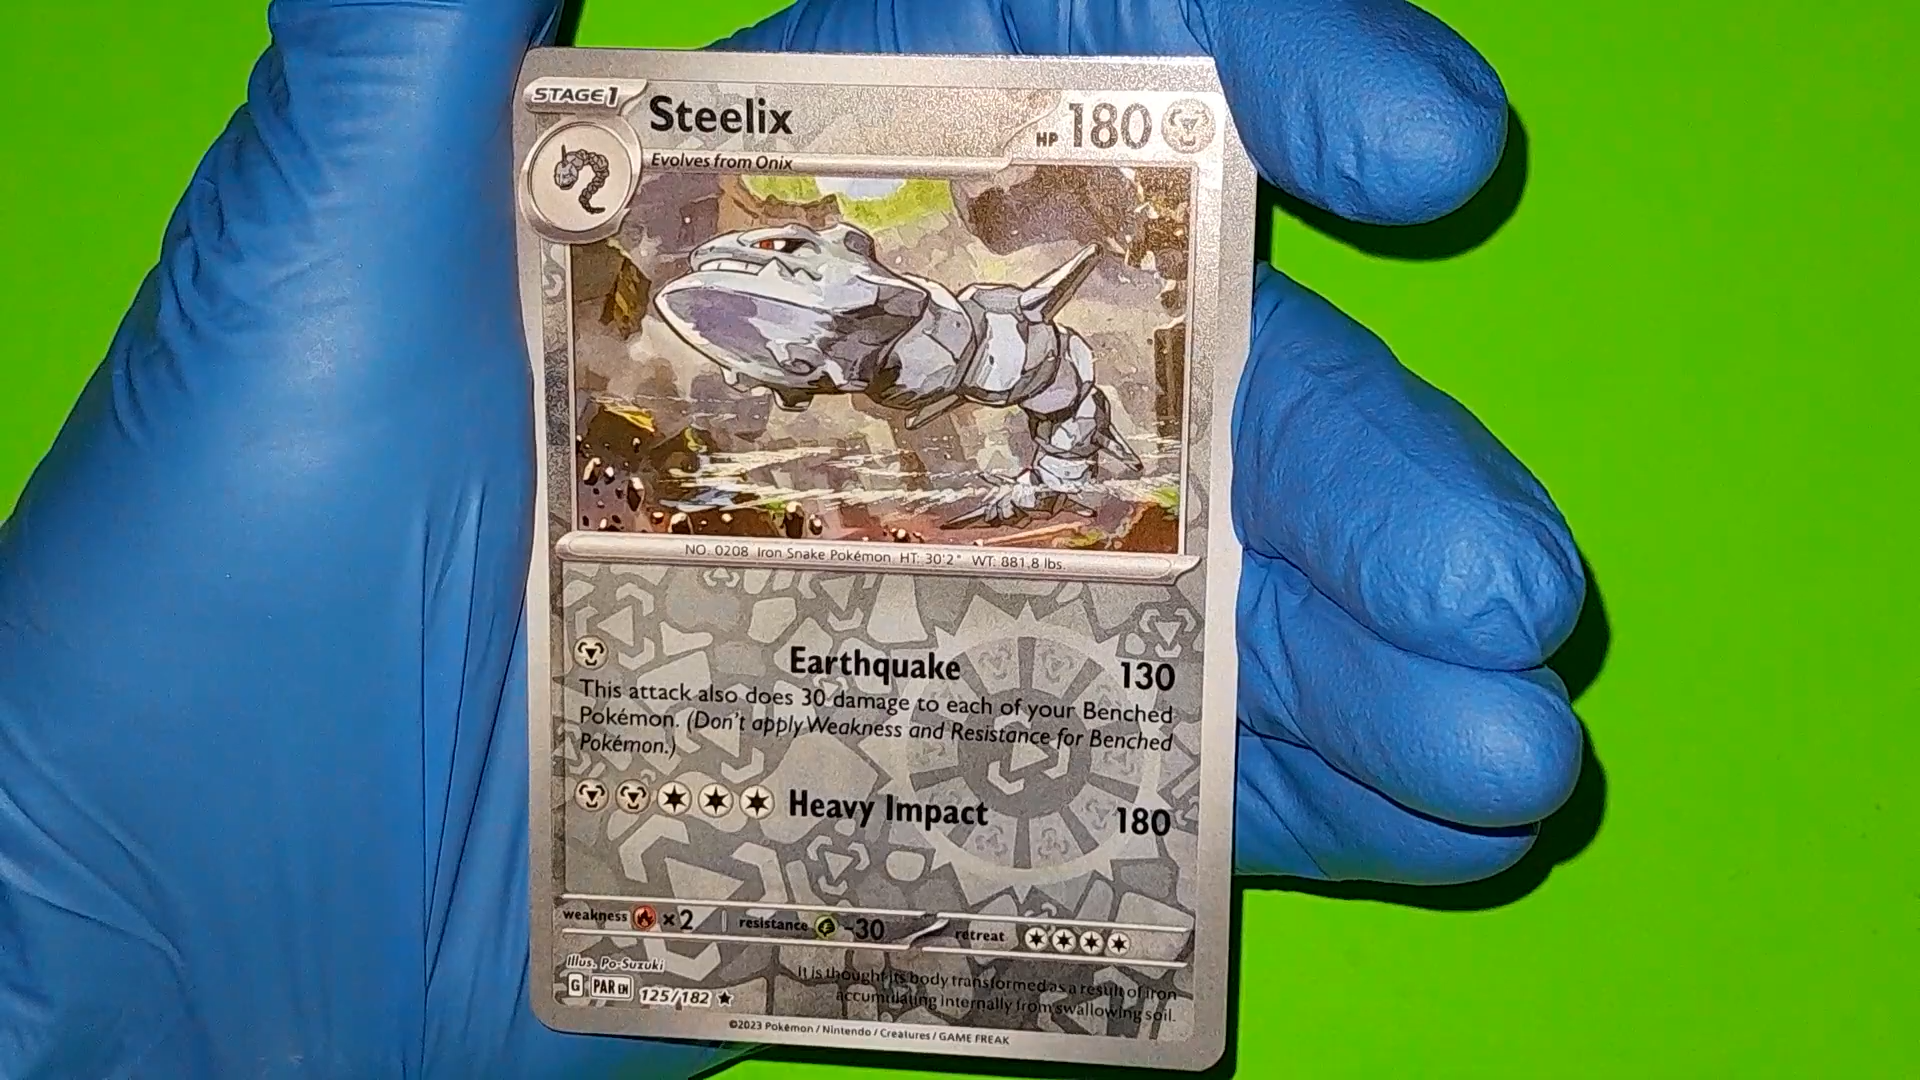 STAGE1
Steelix
HP 180
Evolves from Onix
NO. 0208 Iron Snake Pokémon HT: 30'2" WT: 881.8 lbs.
Earthquake 130
This attack also does 30 damage to each of your Benched
Pokémon. (Don't apply Weakness and Resistance for Benched
Pokémon.)
Heavy Impact 180
weakness ×2 resistance -30 retreat
Illus. Po-Suzuki
G PAR EN 125/182
It is thought its body transformed as a result of iron
accumulating internally from swallowing soil.
©2023 Pokémon / Nintendo / Creatures / GAME FREAK